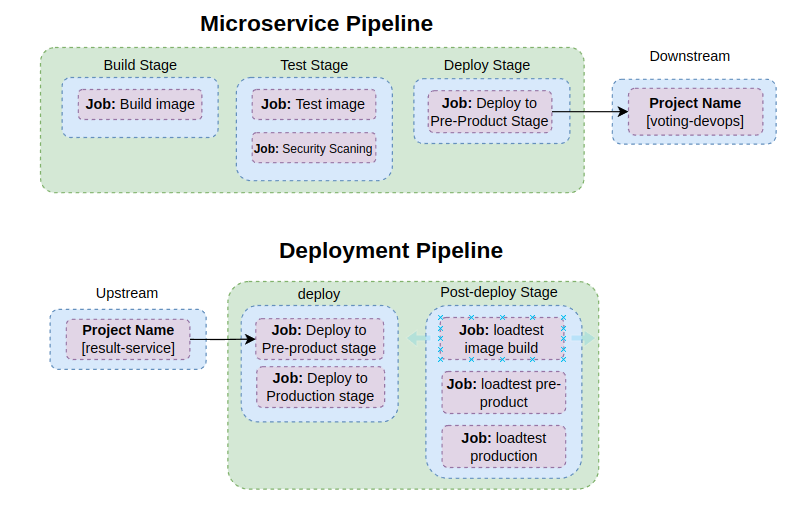 Microservice Pipeline
Build Stage
Test Stage
Deploy Stage
Downstream
Job: Build image
Job: Test image
Job: Security Scaning
Job: Deploy to
Pre-Product Stage
Project Name
[voting-devops]
Deployment Pipeline
Upstream
deploy
Post-deploy Stage
Project Name
[result-service]
Job: Deploy to
Pre-product stage
Job: Deploy to
Production stage
Job: loadtest
image build
Job: loadtest pre-
product
Job: loadtest
production